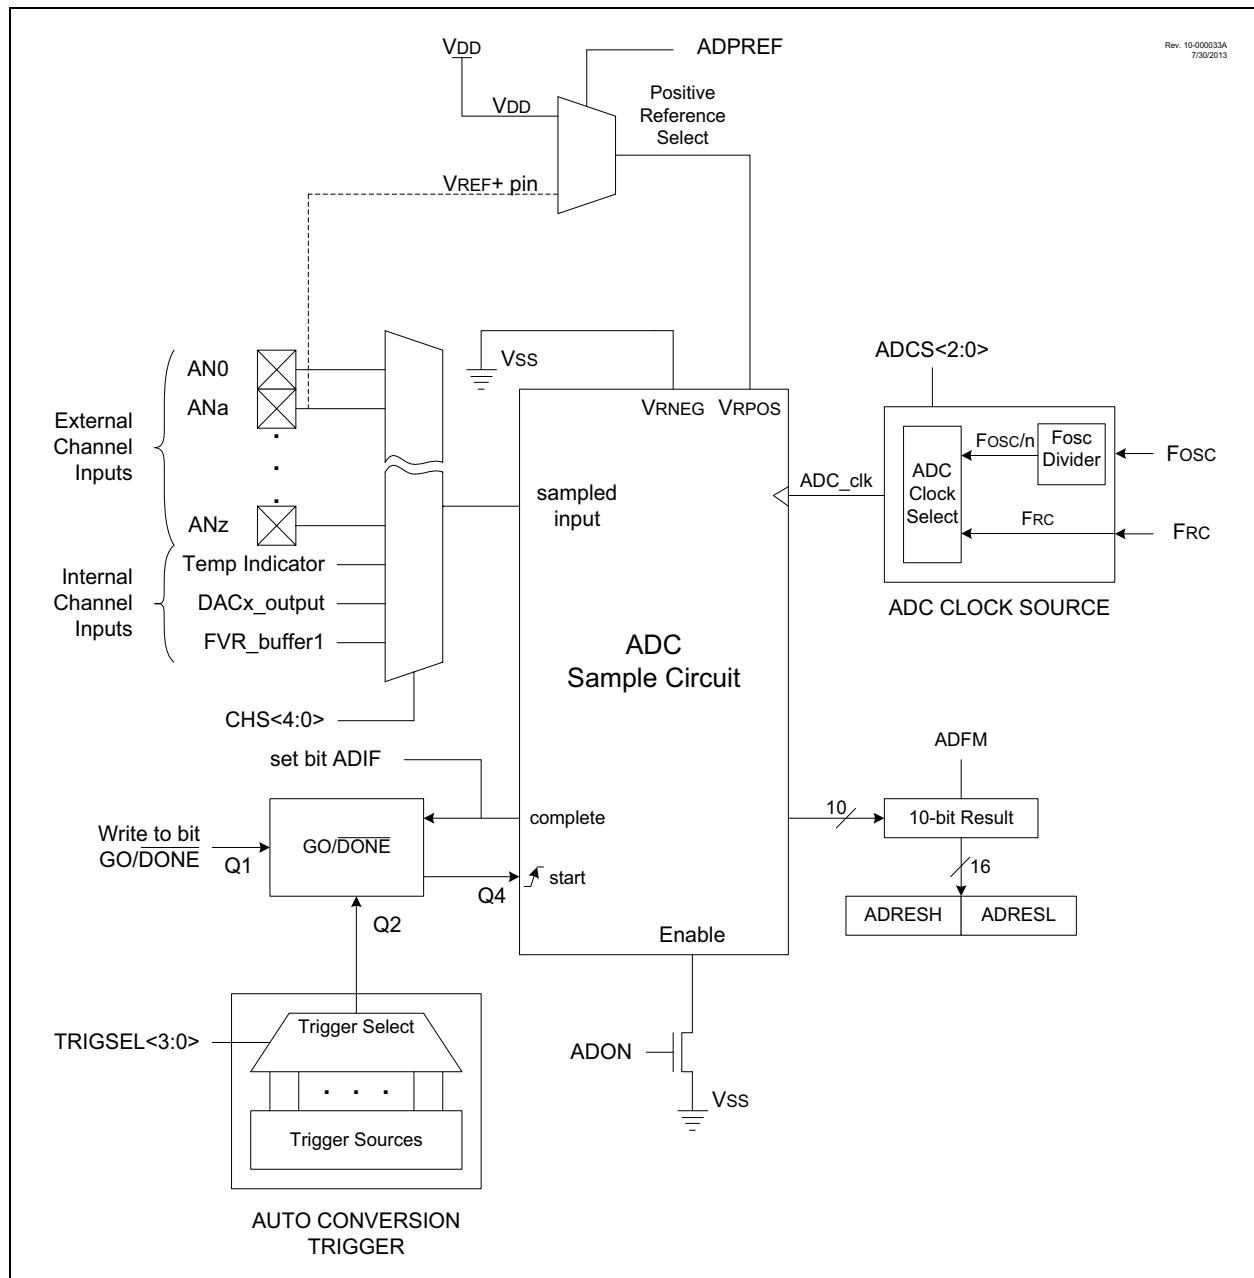 Rev. 10-000033A
7/30/2013
VDD
ADPREF
VDD
Positive
Reference
Select
VREF+ pin
VSS
ADCS<2:0>
AN0
ANa
External
Channel
Inputs
VRNEG VRPOS
FOSC/n
Fosc
Divider
FOSC
ADC
Clock
Select
ADC_clk
sampled
input
ANz
FRC
FRC
Temp Indicator
Internal
Channel
Inputs
DACx_output
FVR_buffer1
ADC CLOCK SOURCE
ADC
Sample Circuit
CHS<4:0>
set bit ADIF
ADFM
complete
10
10-bit Result
Write to bit
GO/DONE
Q1
GO/DONE
Q4
start
16
ADRESH
ADRESL
Q2
Enable
TRIGSEL<3:0>
Trigger Select
ADON
VSS
Trigger Sources
AUTO CONVERSION
TRIGGER